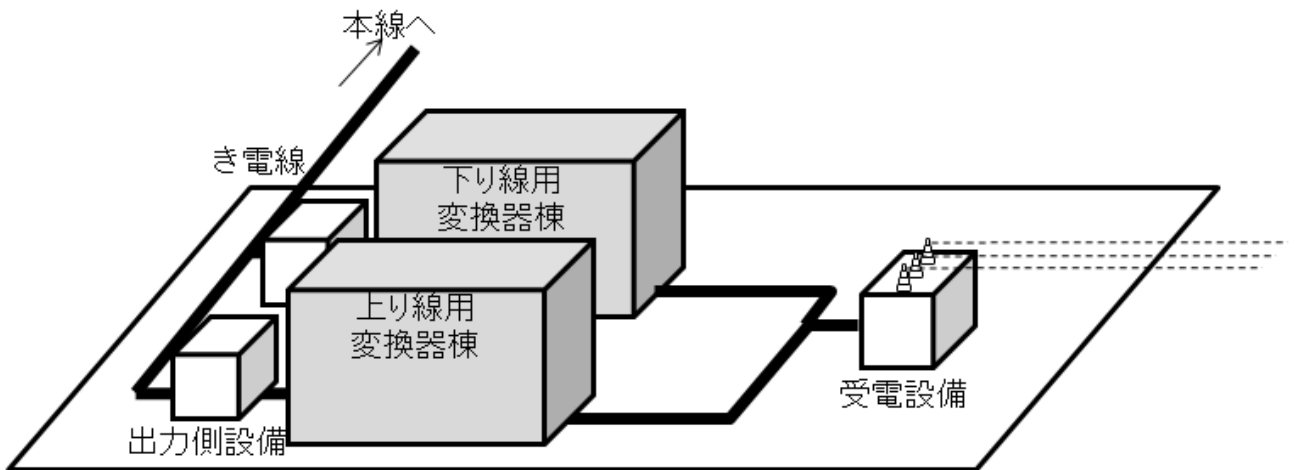 本線へ
き電線
下り線用
変換器棟
上り線用
変換器棟
受電設備
出力側設備